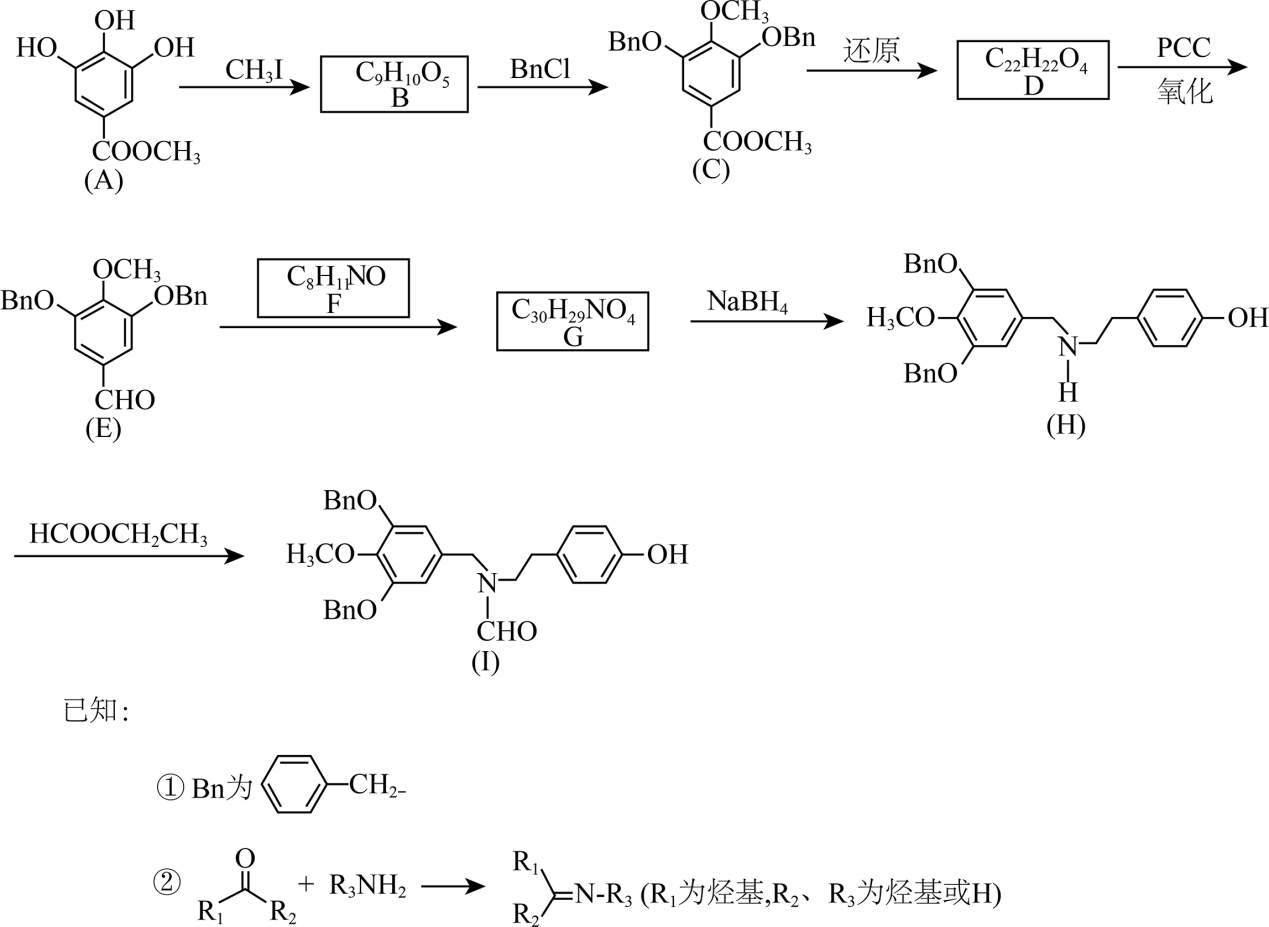 OH
HO OH
COOCH₃
(A)
CH₃I
C₉H₁₀O₅
B
BnCl
OCH₃
BnO OBn
COOCH₃
(C)
还原
C₂₂H₂₂O₄
D
PCC
氧化
OCH₃
BnO OBn
CHO
(E)
C₈H₁₁NO
F
C₃₀H₂₉NO₄
G
NaBH₄
BnO
H₃CO
BnO
N
H
OH
(H)
HCOOCH₂CH₃
BnO
H₃CO
BnO
N
CHO
OH
(I)
已知:
① Bn为 CH₂-
② O
R₁ R₂ + R₃NH₂
R₁
R₂ =N-R₃ (R₁为烃基,R₂、R₃为烃基或H)